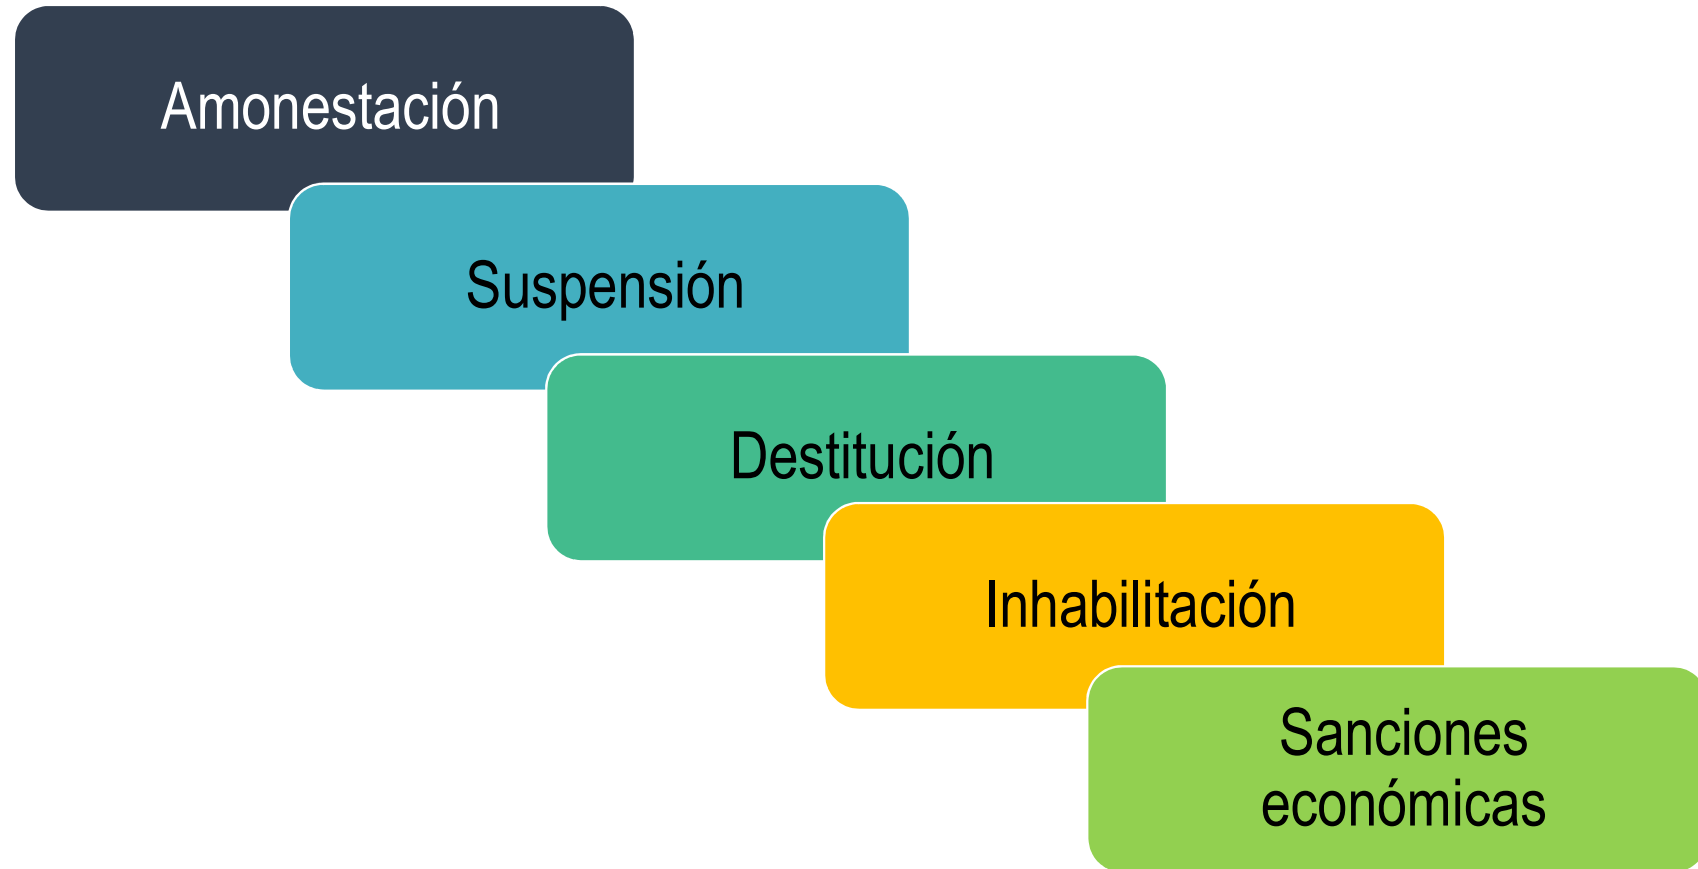 Amonestación
Suspensión
Destitución
Inhabilitación
Sanciones
económicas